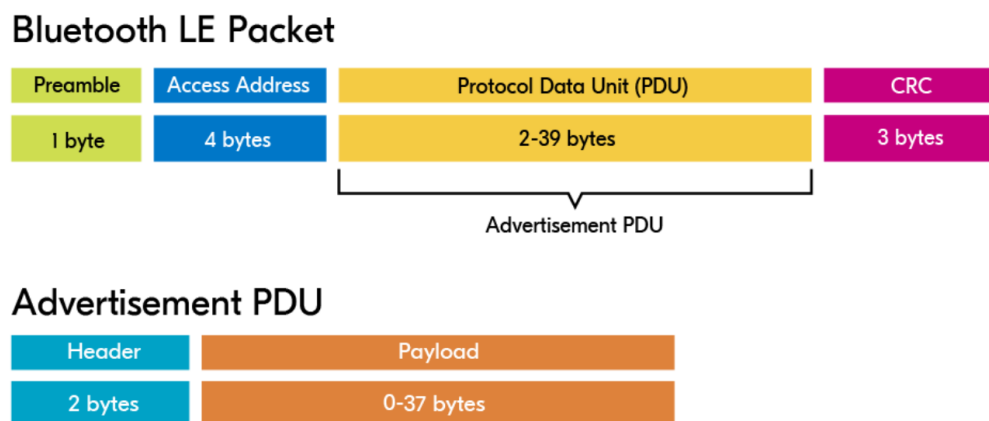 Bluetooth LE Packet
Preamble Access Address Protocol Data Unit (PDU) CRC
1 byte 4 bytes 2-39 bytes 3 bytes
Advertisement PDU
Advertisement PDU
Header Payload
2 bytes 0-37 bytes